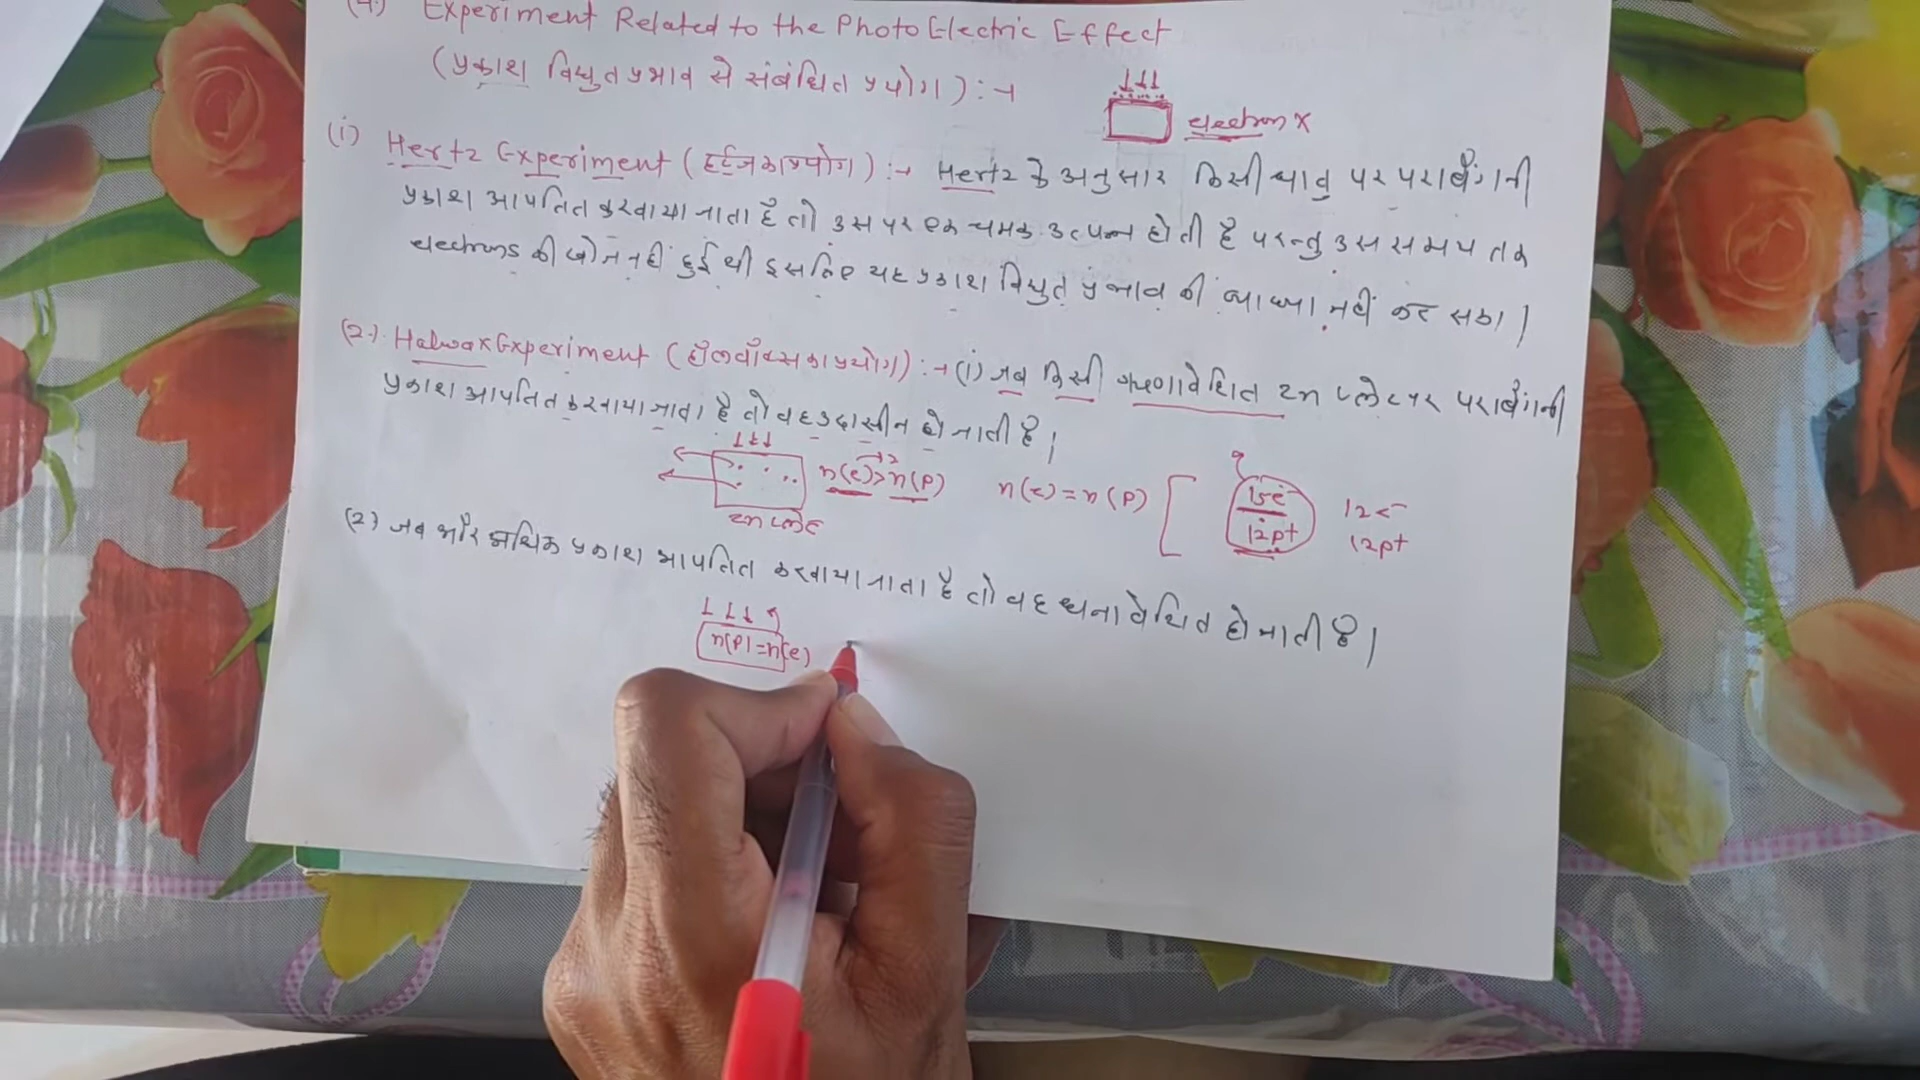 (4) Experiment Related to the Photo Electric Effect
(प्रकाश विद्युत प्रभाव से संबंधित प्रयोग) :-
electron x
(i) Hertz Experiment (हर्ट्ज का प्रयोग) :- Hertz के अनुसार किसी धातु पर पराबैंगनी
प्रकाश आपतित करवाया जाता है तो उस पर एक चमक उत्पन्न होती है परन्तु उस समय तक
electrons की खोज नहीं हुई थी इसलिए यह प्रकाश विद्युत प्रभाव की व्याख्या नहीं कर सका।
(2). Halwax Experiment (हॉलवॉक्स का प्रयोग) :- (i) जब किसी ऋणावेशित zn प्लेट पर पराबैंगनी
प्रकाश आपतित करवाया जाता है तो वह उदासीन हो जाती है।
n(e)>n(p) n(e)=n(p) [
12pt
12e-
12pt
zn प्लेट
(2) जब और अधिक प्रकाश आपतित करवाया जाता है तो वह धनावेशित हो जाती है।
n(p)=n(e)